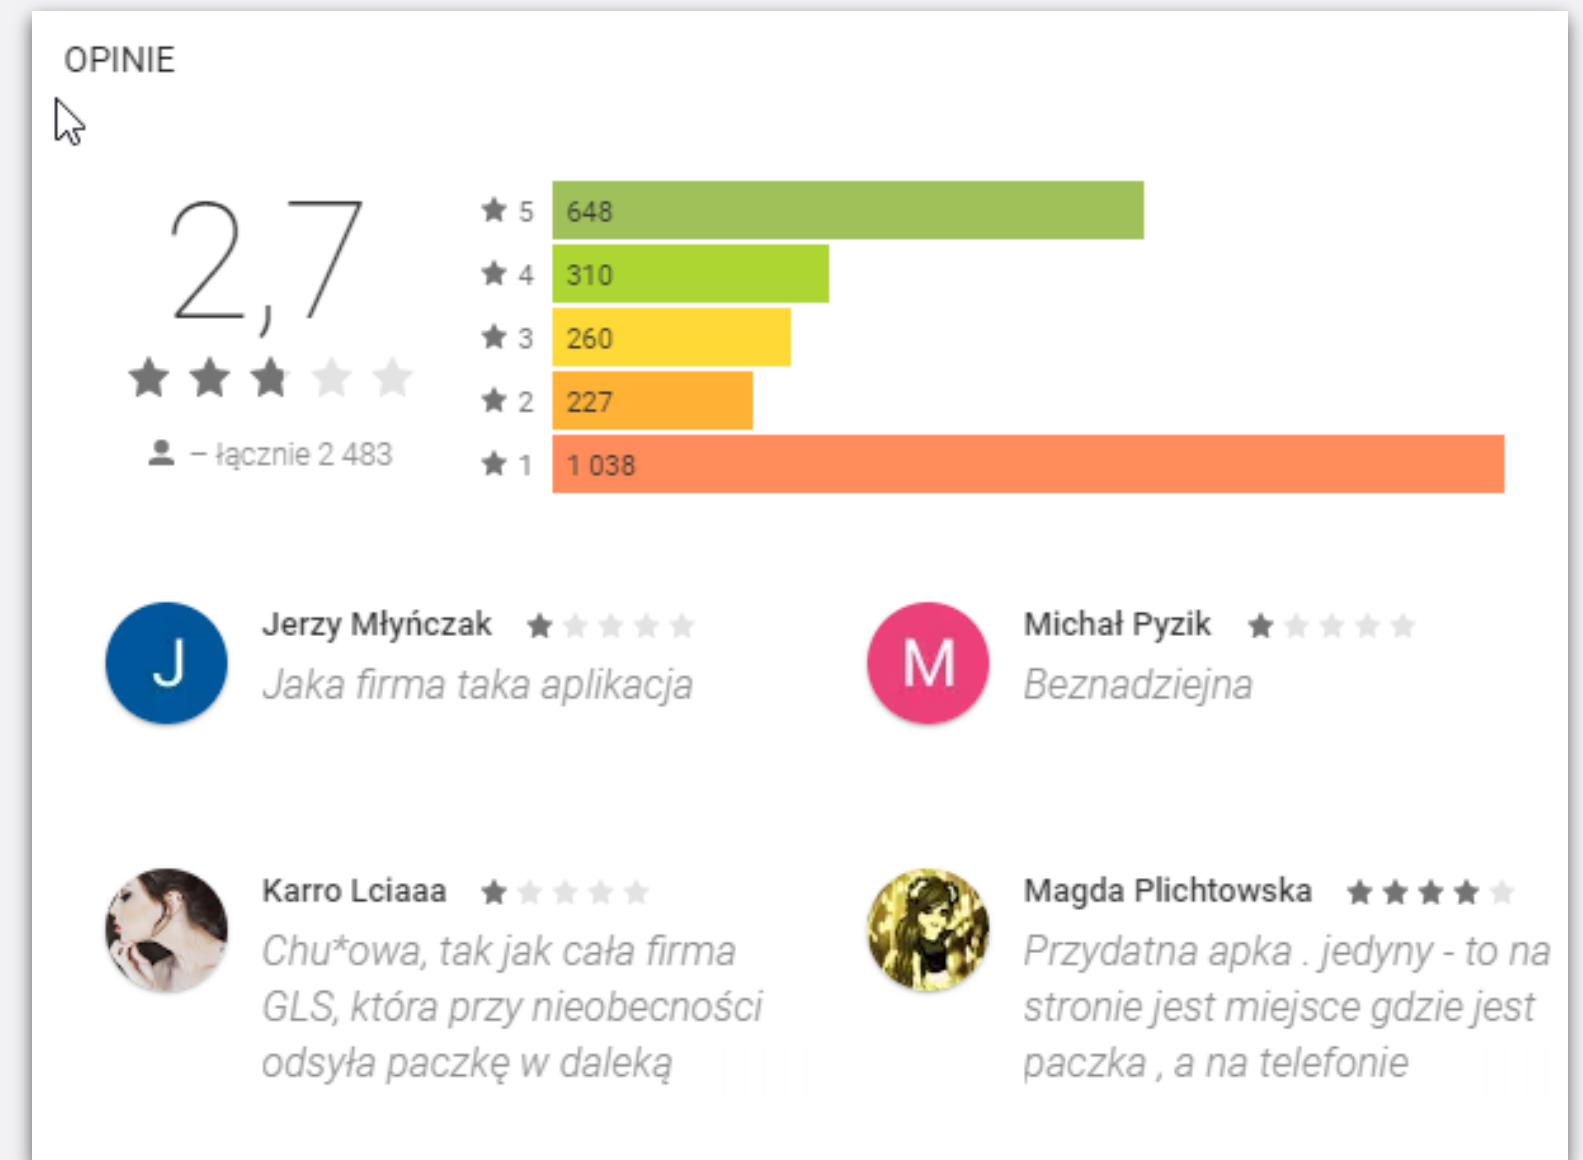 OPINIE
2,7
– łącznie 2 483
5 648
4 310
3 260
2 227
1 1 038
J
Jerzy Młyńczak
Jaka firma taka aplikacja
M
Michał Pyzik
Beznadziejna
Karro Lciaaa
Chu*owa, tak jak cała firma
GLS, która przy nieobecności
odsyła paczkę w daleką
Magda Plichtowska
Przydatna apka . jedyny - to na
stronie jest miejsce gdzie jest
paczka , a na telefonie